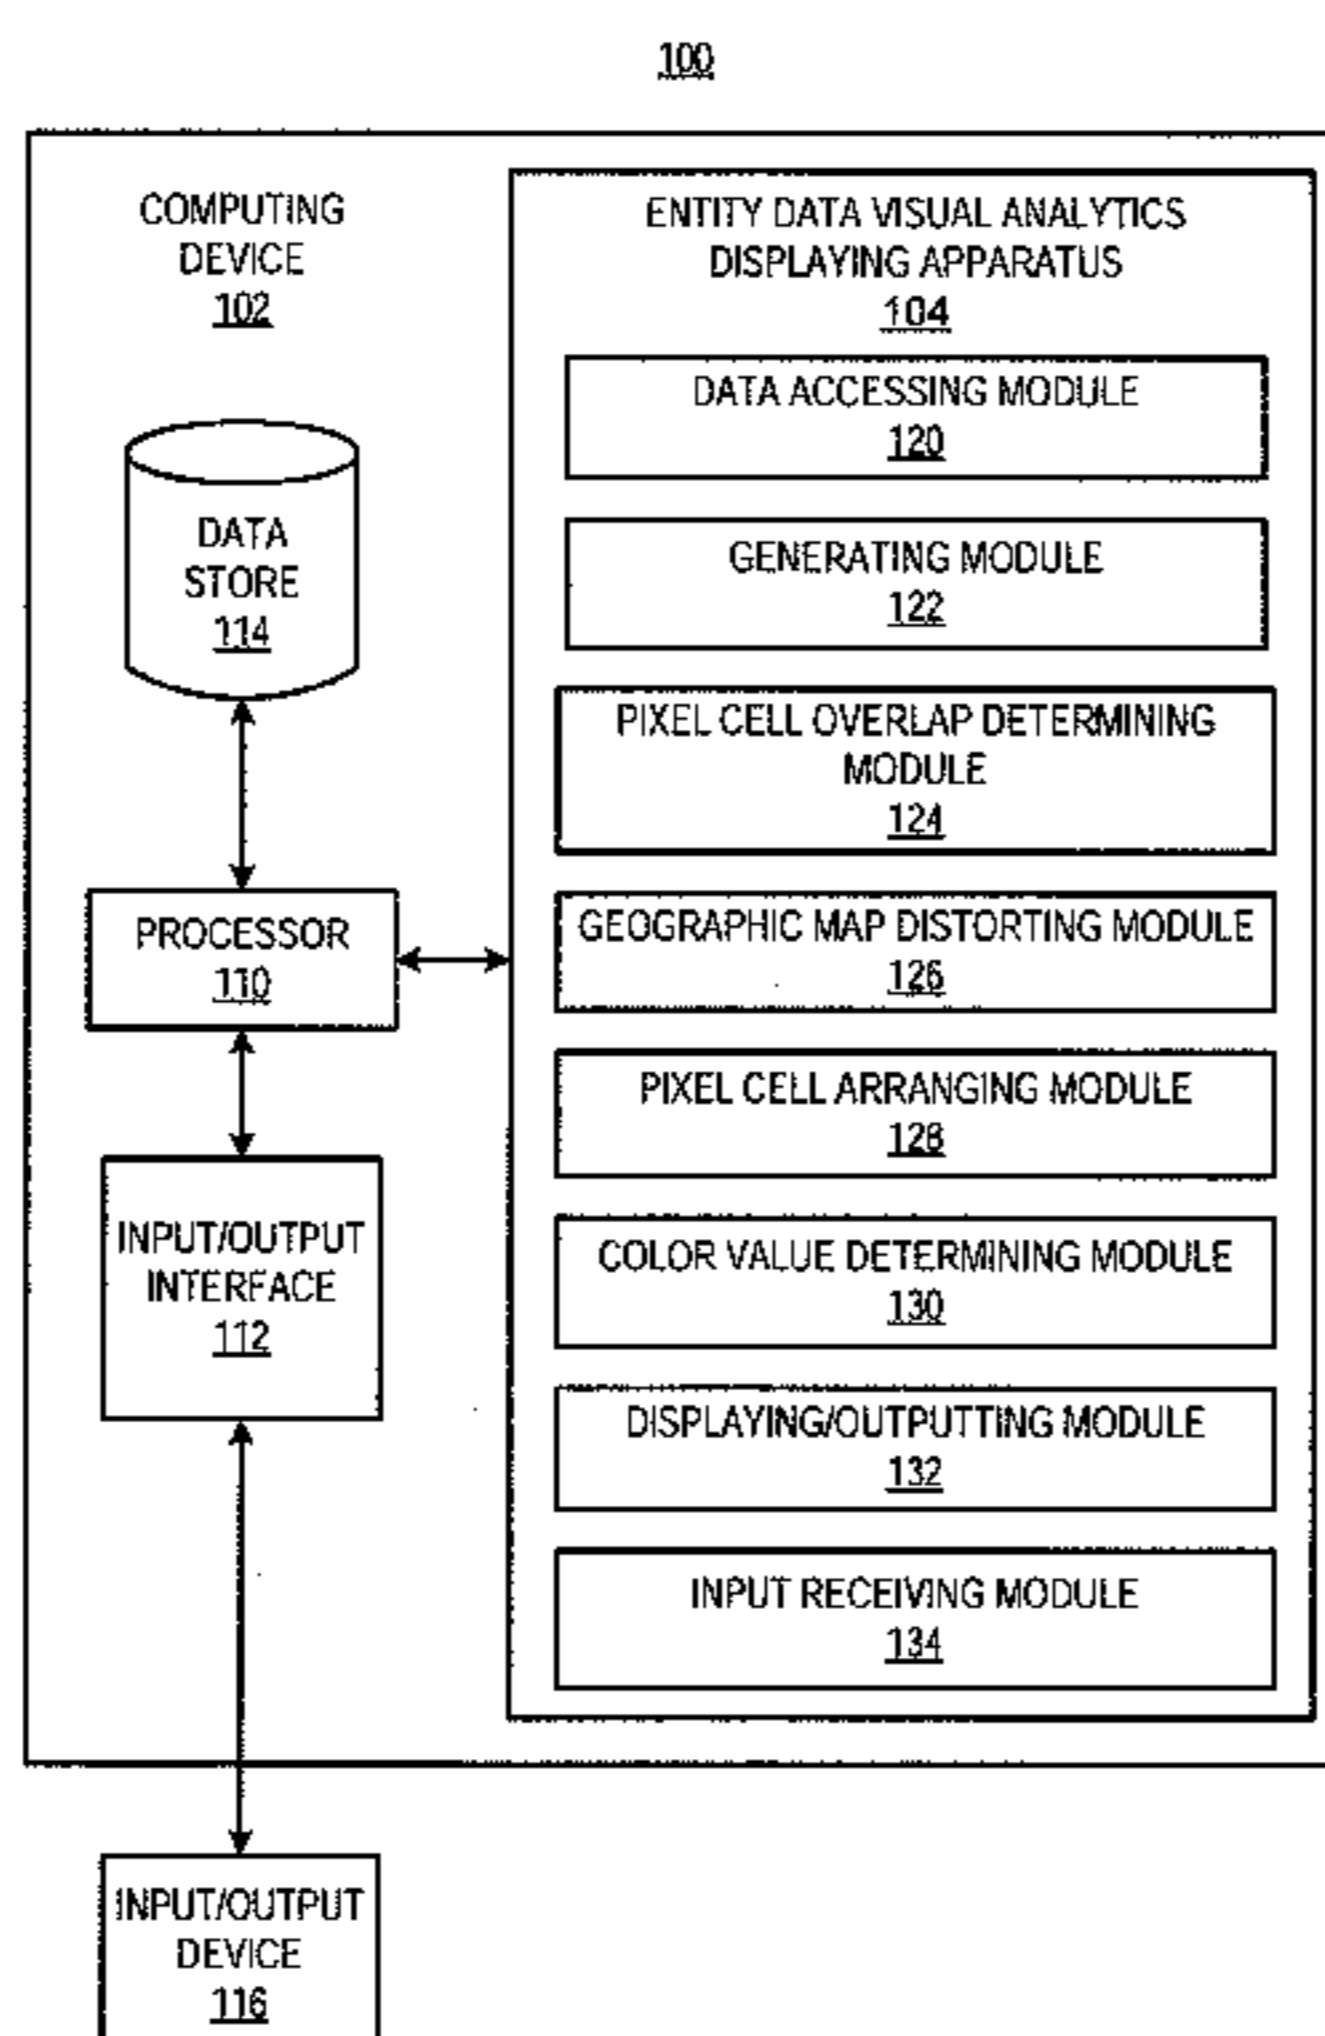 100
COMPUTING
DEVICE
102
DATA
STORE
114
PROCESSOR
110
INPUT/OUTPUT
INTERFACE
112
INPUT/OUTPUT
DEVICE
116
ENTITY DATA VISUAL ANALYTICS
DISPLAYING APPARATUS
104
DATA ACCESSING MODULE
120
GENERATING MODULE
122
PIXEL CELL OVERLAP DETERMINING
MODULE
124
GEOGRAPHIC MAP DISTORTING MODULE
126
PIXEL CELL ARRANGING MODULE
128
COLOR VALUE DETERMINING MODULE
130
DISPLAYING/OUTPUTTING MODULE
132
INPUT RECEIVING MODULE
134